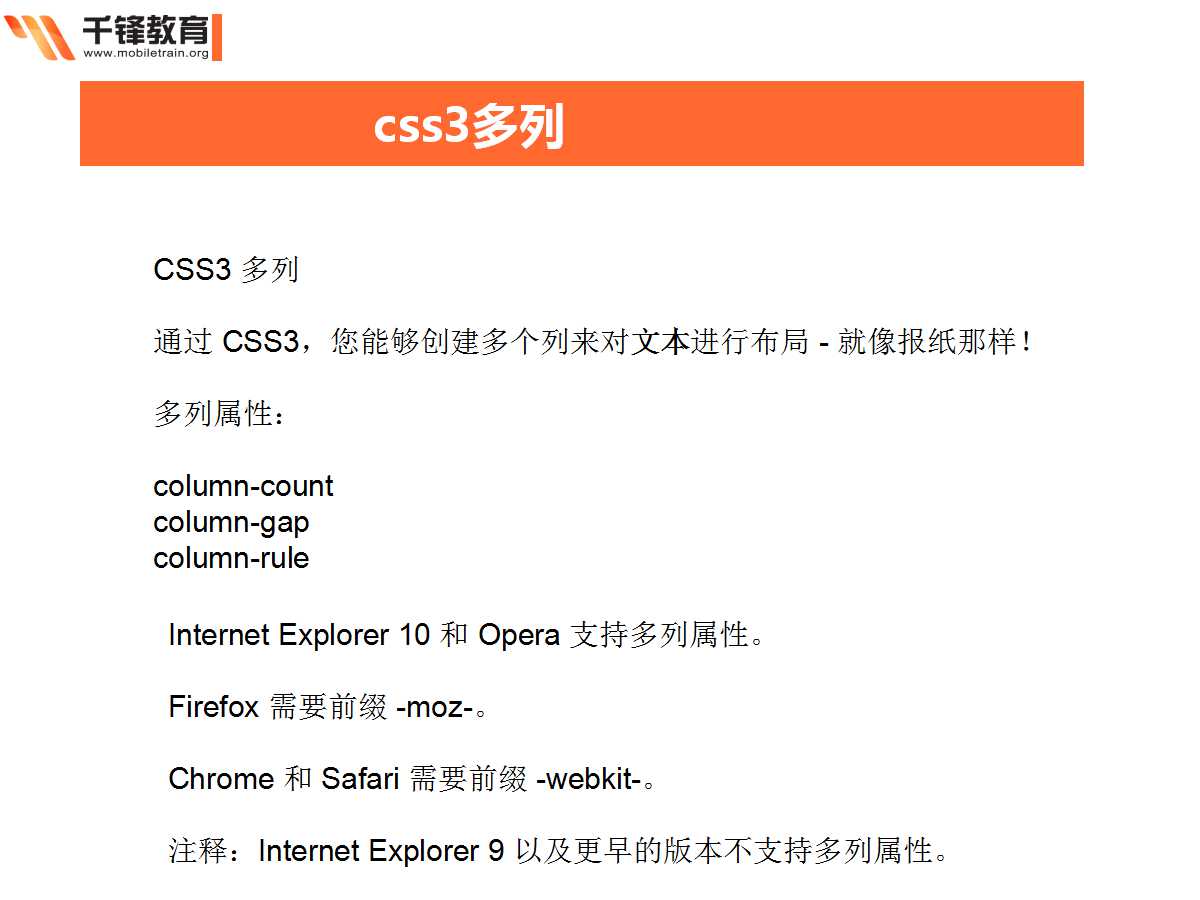 千锋教育
www.mobiletrain.org
css3多列
CSS3 多列
通过 CSS3，您能够创建多个列来对文本进行布局 - 就像报纸那样！
多列属性：
column-count
column-gap
column-rule
Internet Explorer 10 和 Opera 支持多列属性。
Firefox 需要前缀 -moz-。
Chrome 和 Safari 需要前缀 -webkit-。
注释：Internet Explorer 9 以及更早的版本不支持多列属性。